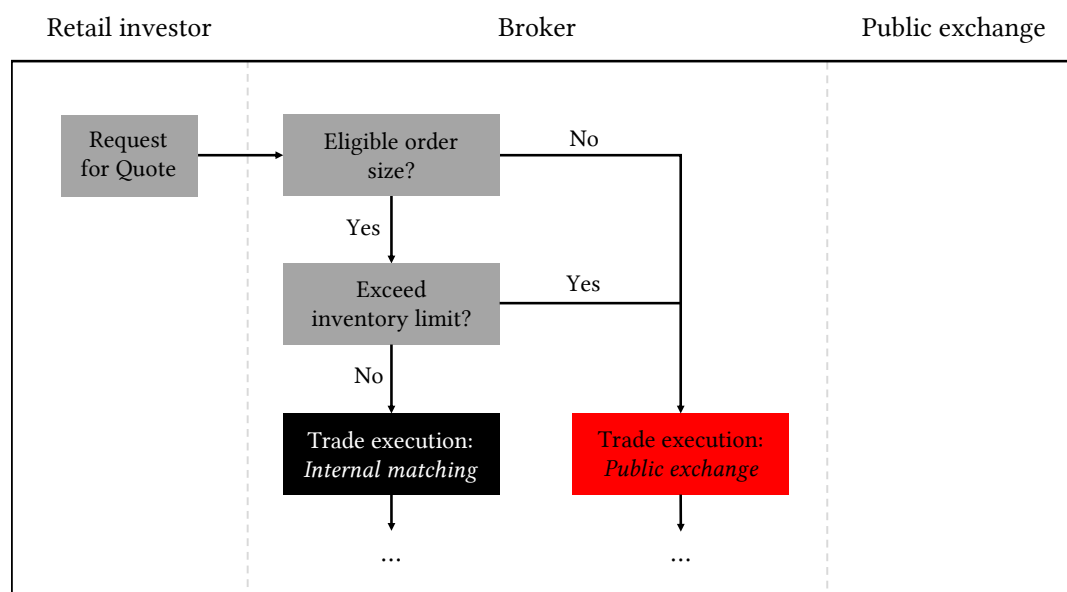 Retail investor
Broker
Public exchange
Request
for Quote
Eligible order
size?
No
Yes
Exceed
inventory limit?
Yes
No
Trade execution:
Internal matching
Trade execution:
Public exchange
...
...